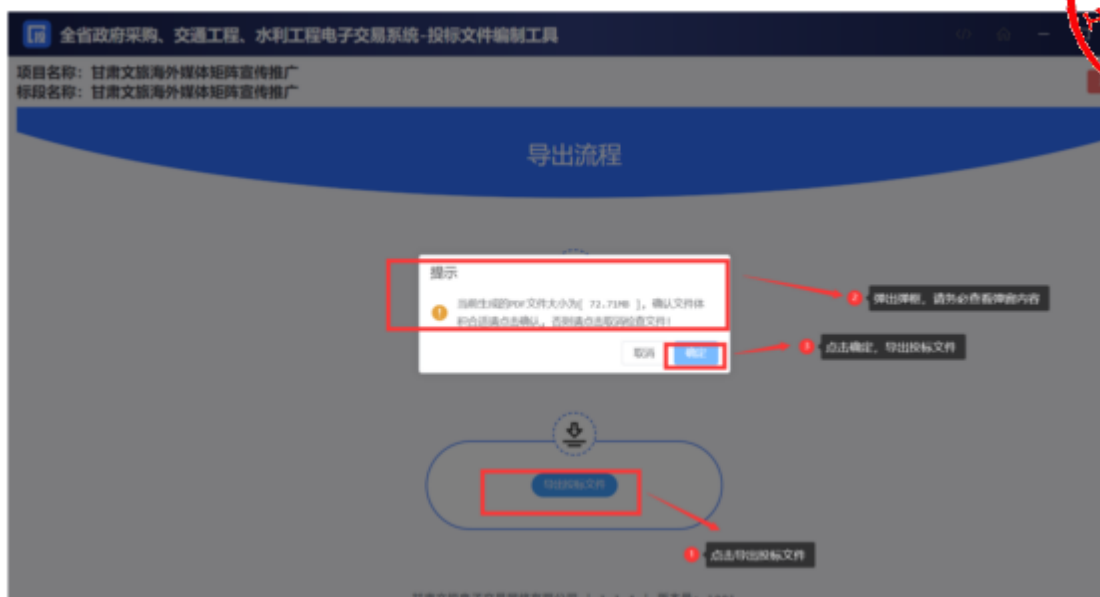 投 全省政府采购、交通工程、水利工程电子交易系统-投标文件编制工具
项目名称：甘肃文旅海外媒体矩阵宣传推广
标段名称：甘肃文旅海外媒体矩阵宣传推广
导出流程
提示
当前生成的PDF文件大小为[ 72.71MB ]，确认文件体
积合适请点击确认，否则请点击取消检查文件!
2 弹出弹框，请务必查看弹窗内容
取消 确定
3 点击确定，导出投标文件
导出投标文件
1 点击导出投标文件